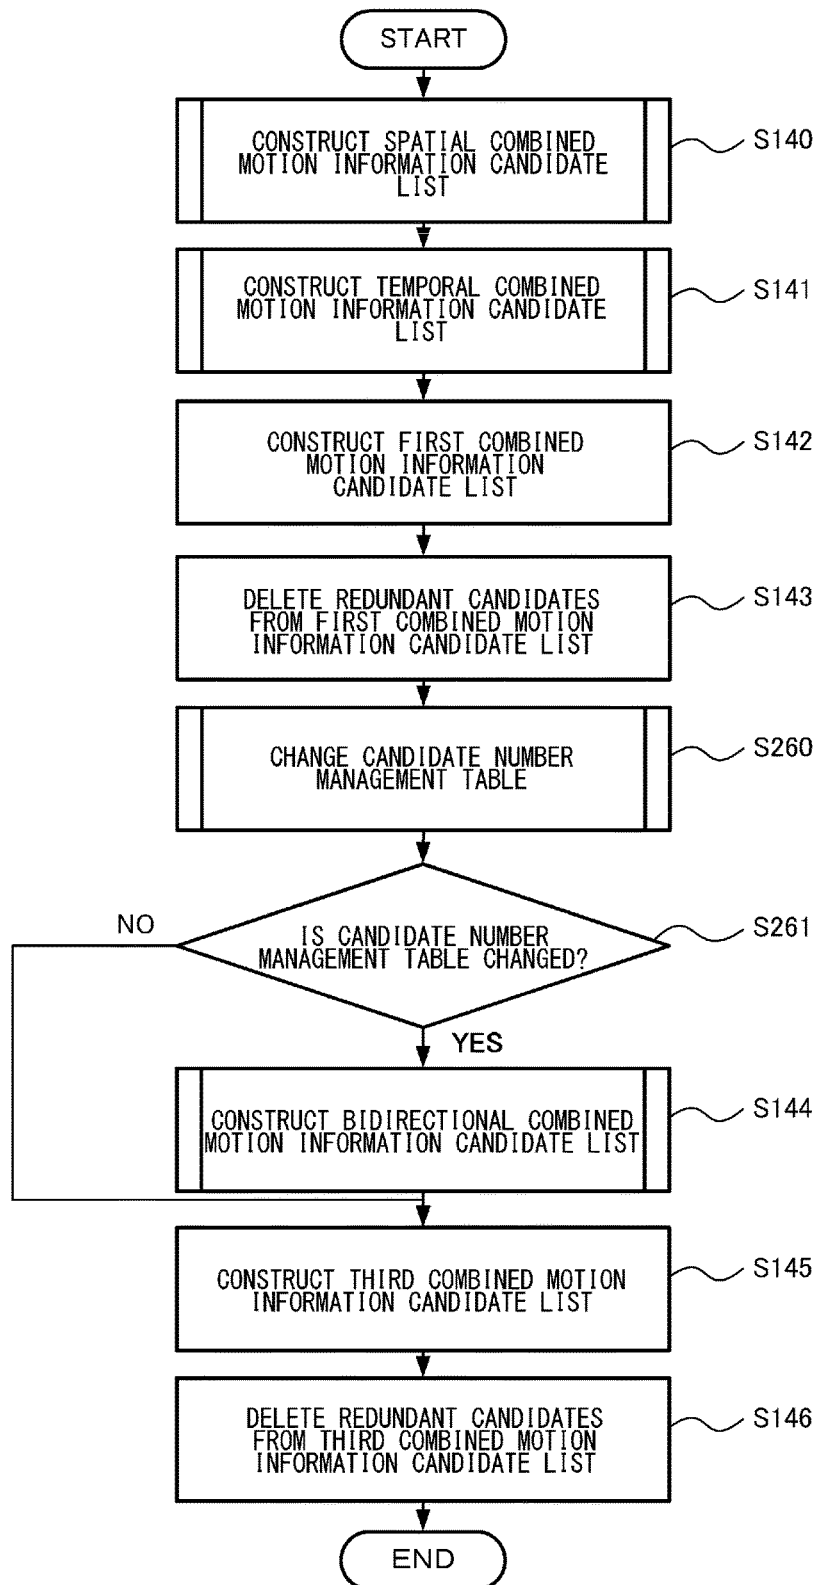 START
CONSTRUCT SPATIAL COMBINED
MOTION INFORMATION CANDIDATE
LIST
S140
CONSTRUCT TEMPORAL COMBINED
MOTION INFORMATION CANDIDATE
LIST
S141
CONSTRUCT FIRST COMBINED
MOTION INFORMATION
CANDIDATE LIST
S142
DELETE REDUNDANT CANDIDATES
FROM FIRST COMBINED MOTION
INFORMATION CANDIDATE LIST
S143
CHANGE CANDIDATE NUMBER
MANAGEMENT TABLE
S260
NO
IS CANDIDATE NUMBER
MANAGEMENT TABLE CHANGED?
S261
YES
CONSTRUCT BIDIRECTIONAL COMBINED
MOTION INFORMATION CANDIDATE LIST
S144
CONSTRUCT THIRD COMBINED MOTION
INFORMATION CANDIDATE LIST
S145
DELETE REDUNDANT CANDIDATES
FROM THIRD COMBINED MOTION
INFORMATION CANDIDATE LIST
S146
END